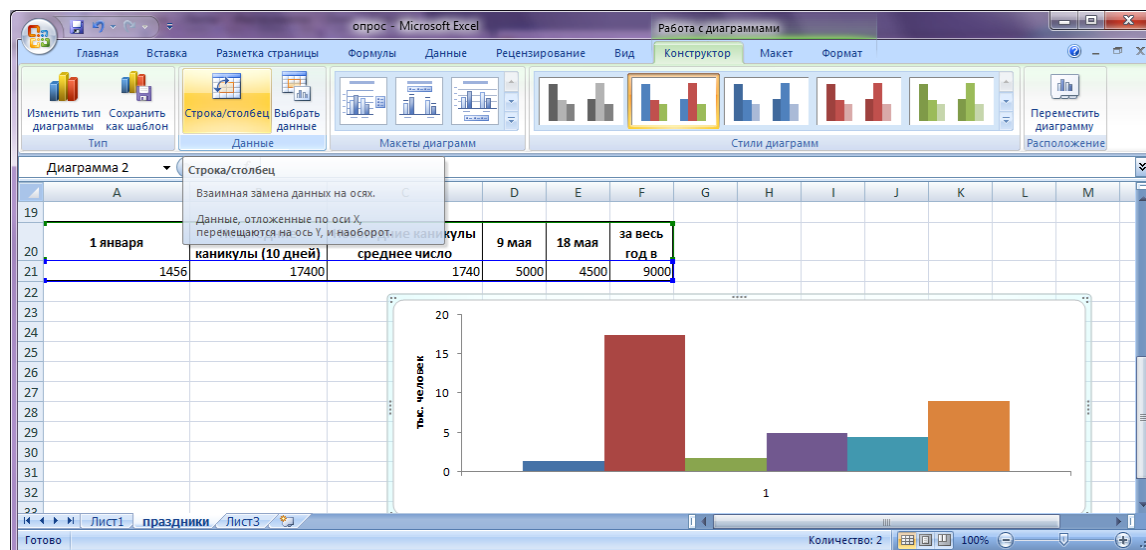 опрос - Microsoft Excel
Работа с диаграммами
Главная Вставка Разметка страницы Формулы Данные Рецензирование Вид Конструктор Макет Формат
Изменить тип диаграммы
Сохранить как шаблон
Строка/столбец
Выбрать данные
Переместить диаграмму
Тип Данные Макеты диаграмм Стили диаграмм Расположение
Диаграмма 2
Строка/столбец
Взаимная замена данных на осях.
Данные, отложенные по оси X,
перемещаются на ось Y, и наоборот.
A C D E F G H I J K L M
19
20 1 января каникулы (10 дней) каникулы среднее число 9 мая 18 мая за весь год в
21 1456 17400 1740 5000 4500 9000
22
23
24
25
26
27
28
29
30
31
32
33
тыс. человек
20
15
10
5
0
1
Лист1 праздники Лист3
Готово Количество: 2 100%